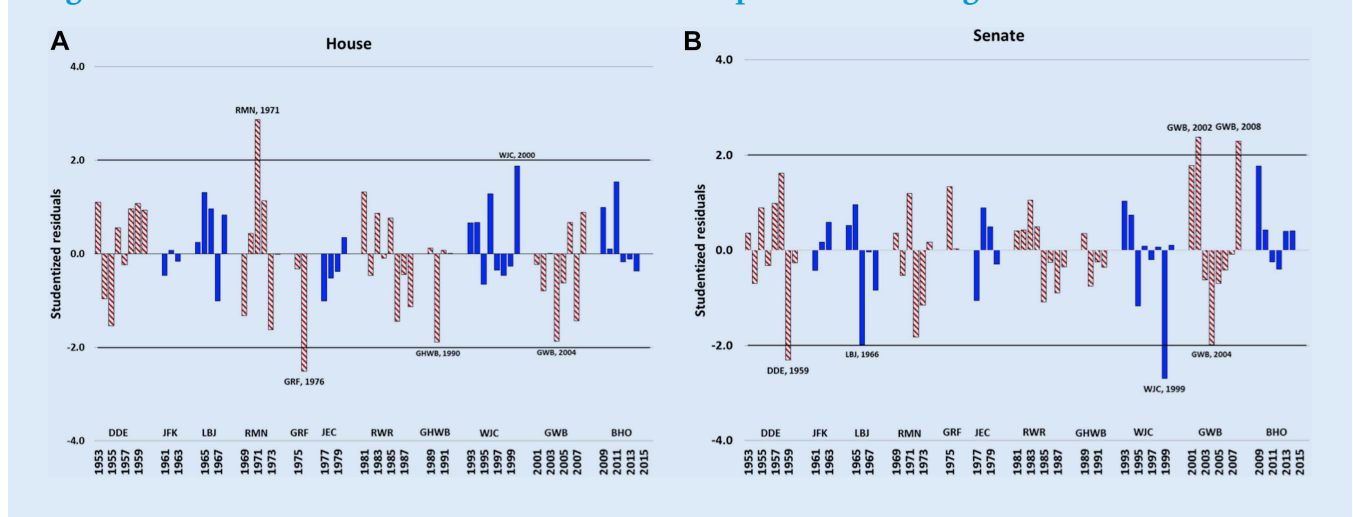 A
House
4.0
2.0
0.0
-2.0
-4.0
Studentized residuals
RMN, 1971
WJC, 2000
GHWB, 1990
GWB, 2004
GRF, 1976
DDE JFK LBJ RMN GRF JEC RWR GHWB WJC GWB BHO
1953 1955 1957 1959 1961 1963 1965 1967 1969 1971 1973 1975 1977 1979 1981 1983 1985 1987 1989 1991 1993 1995 1997 1999 2001 2003 2005 2007 2009 2011 2013 2015
B
Senate
4.0
2.0
0.0
-2.0
-4.0
Studentized residuals
GWB, 2002 GWB, 2008
LBJ, 1966
GWB, 2004
DDE, 1959
WJC, 1999
DDE JFK LBJ RMN GRF JEC RWR GHWB WJC GWB BHO
1953 1955 1957 1959 1961 1963 1965 1967 1969 1971 1973 1975 1977 1979 1981 1983 1985 1987 1989 1991 1993 1995 1997 1999 2001 2003 2005 2007 2009 2011 2013 2015